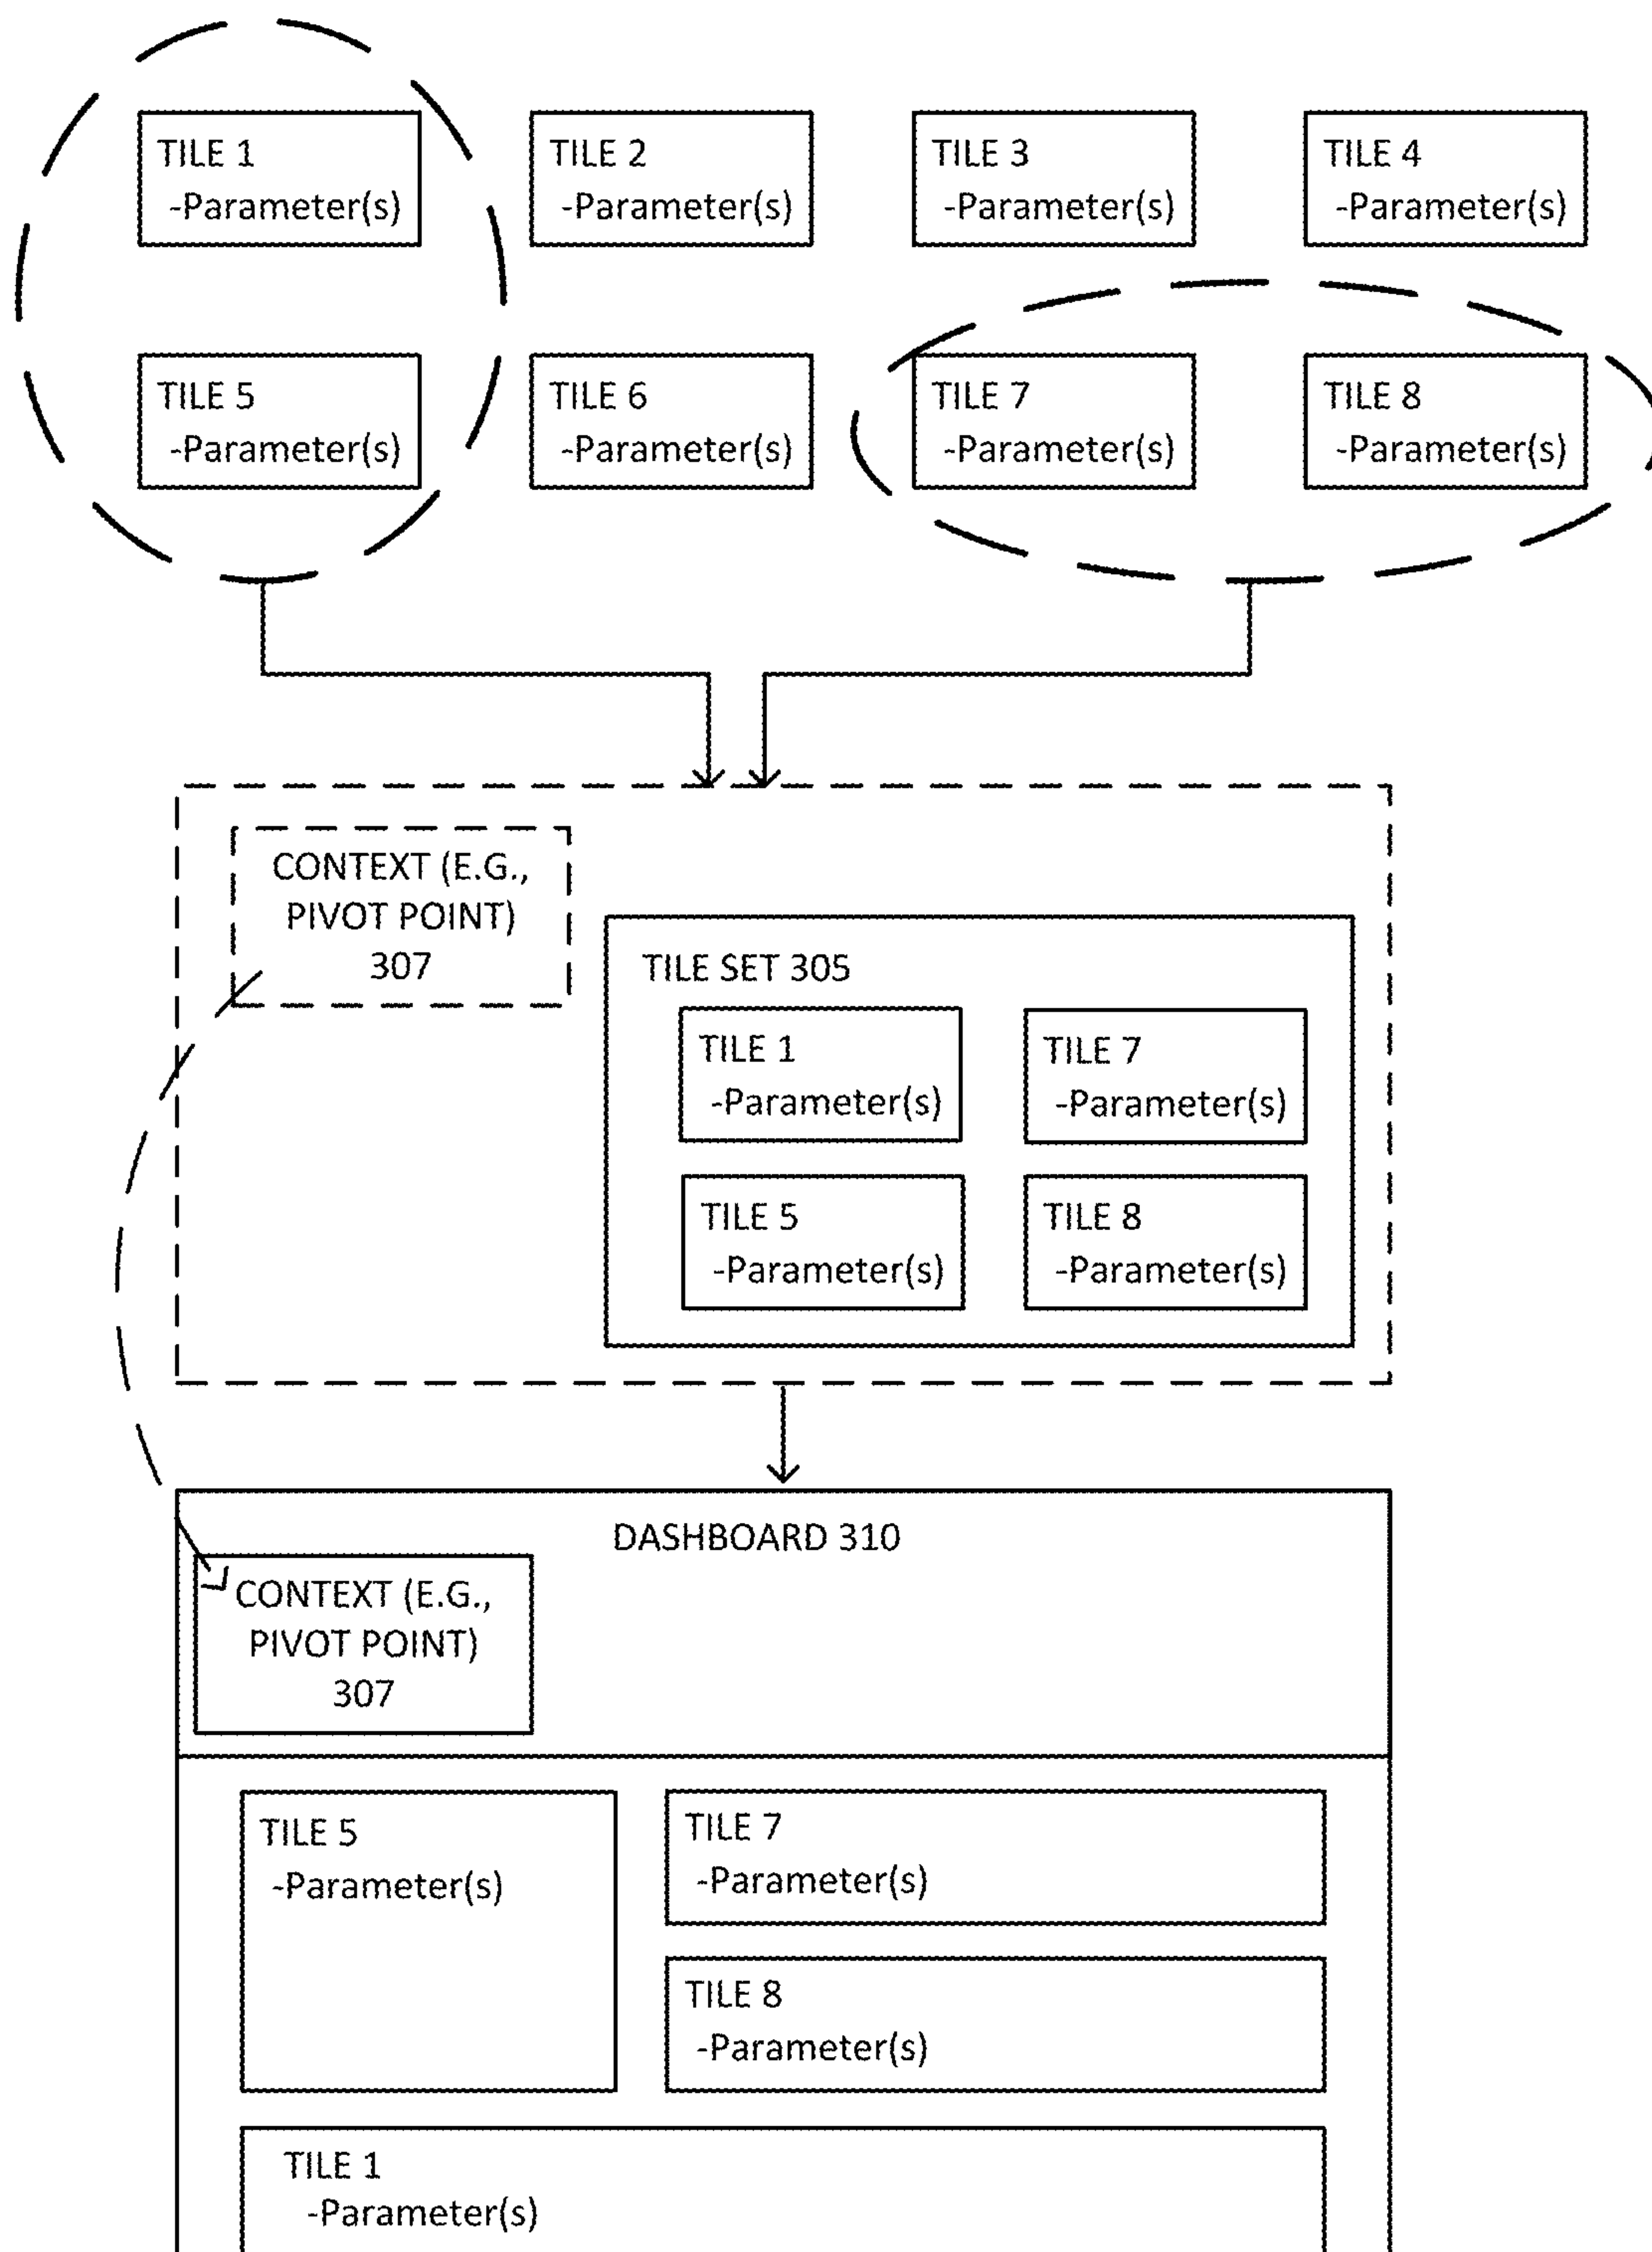 TILE 1
-Parameter(s)
TILE 2
-Parameter(s)
TILE 3
-Parameter(s)
TILE 4
-Parameter(s)
TILE 5
-Parameter(s)
TILE 6
-Parameter(s)
TILE 7
-Parameter(s)
TILE 8
-Parameter(s)
CONTEXT (E.G.,
PIVOT POINT)
307
TILE SET 305
TILE 1
-Parameter(s)
TILE 7
-Parameter(s)
TILE 5
-Parameter(s)
TILE 8
-Parameter(s)
DASHBOARD 310
CONTEXT (E.G.,
PIVOT POINT)
307
TILE 5
-Parameter(s)
TILE 7
-Parameter(s)
TILE 8
-Parameter(s)
TILE 1
-Parameter(s)